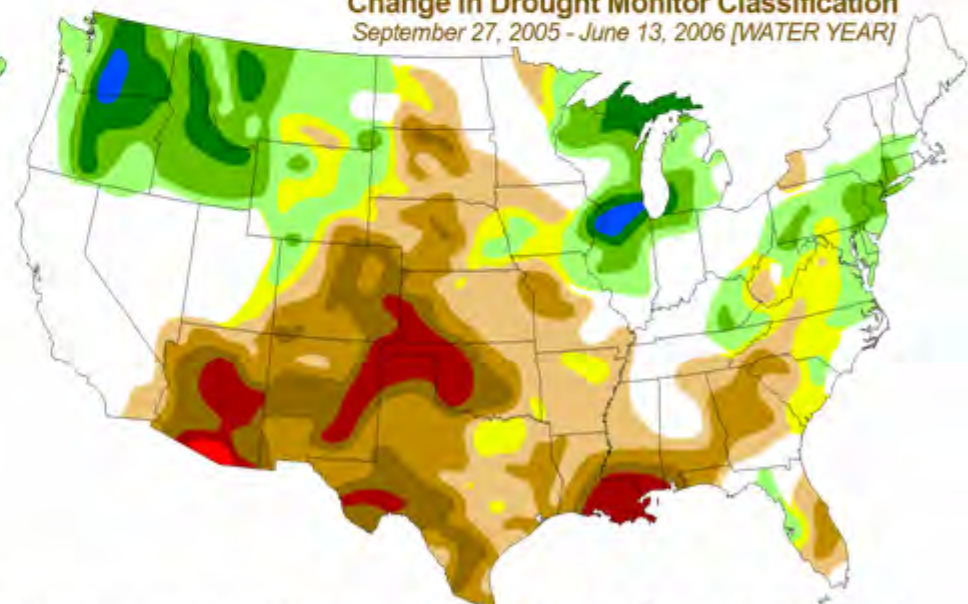 Change in Drought Monitor Classification
September 27, 2005 - June 13, 2006 [WATER YEAR]